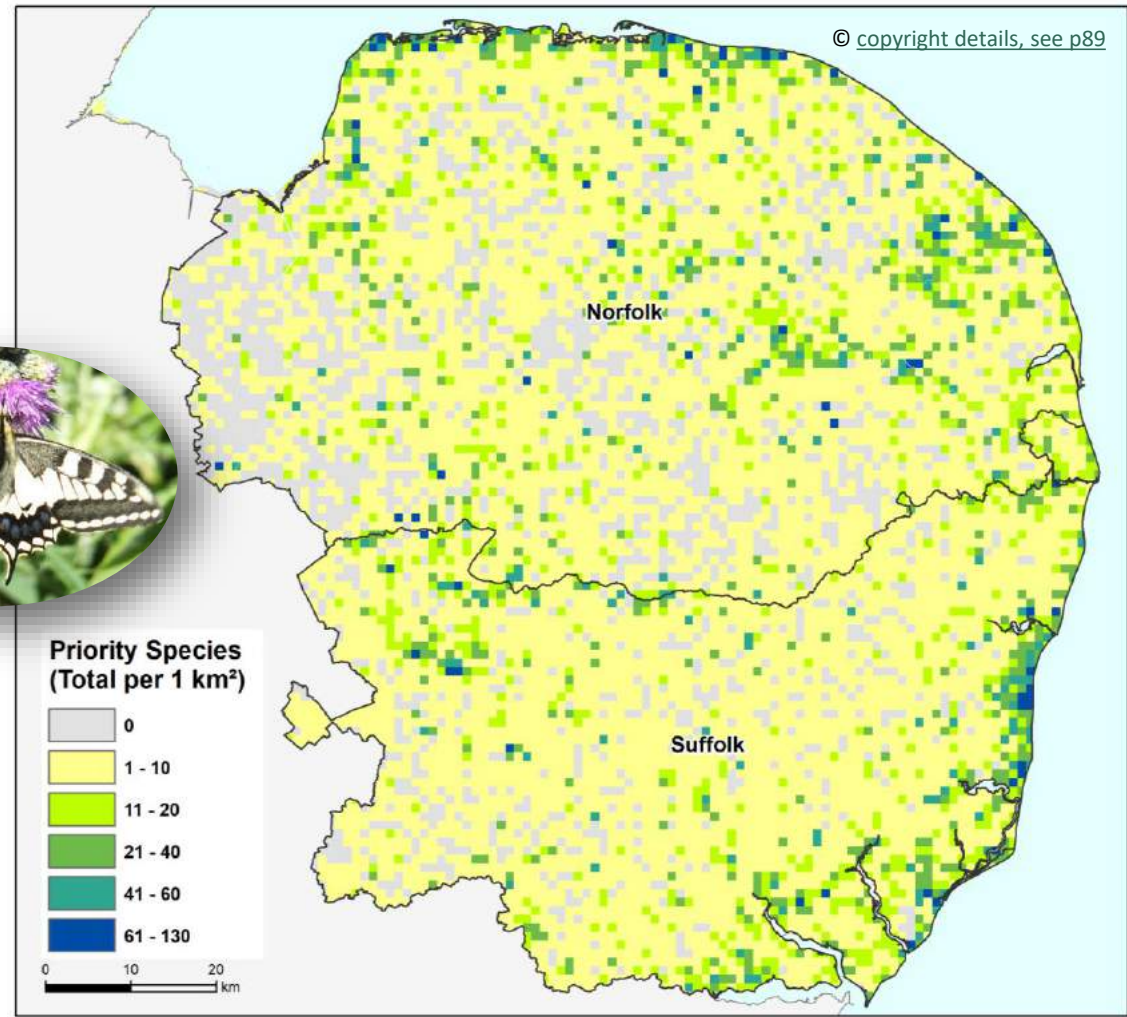 © copyright details, see p89
Norfolk
Suffolk
Priority Species
(Total per 1 km²)
0
1 - 10
11 - 20
21 - 40
41 - 60
61 - 130
0 10 20
km